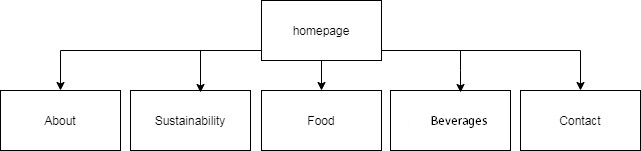 homepage
About
Sustainability
Food
Beverages
Contact